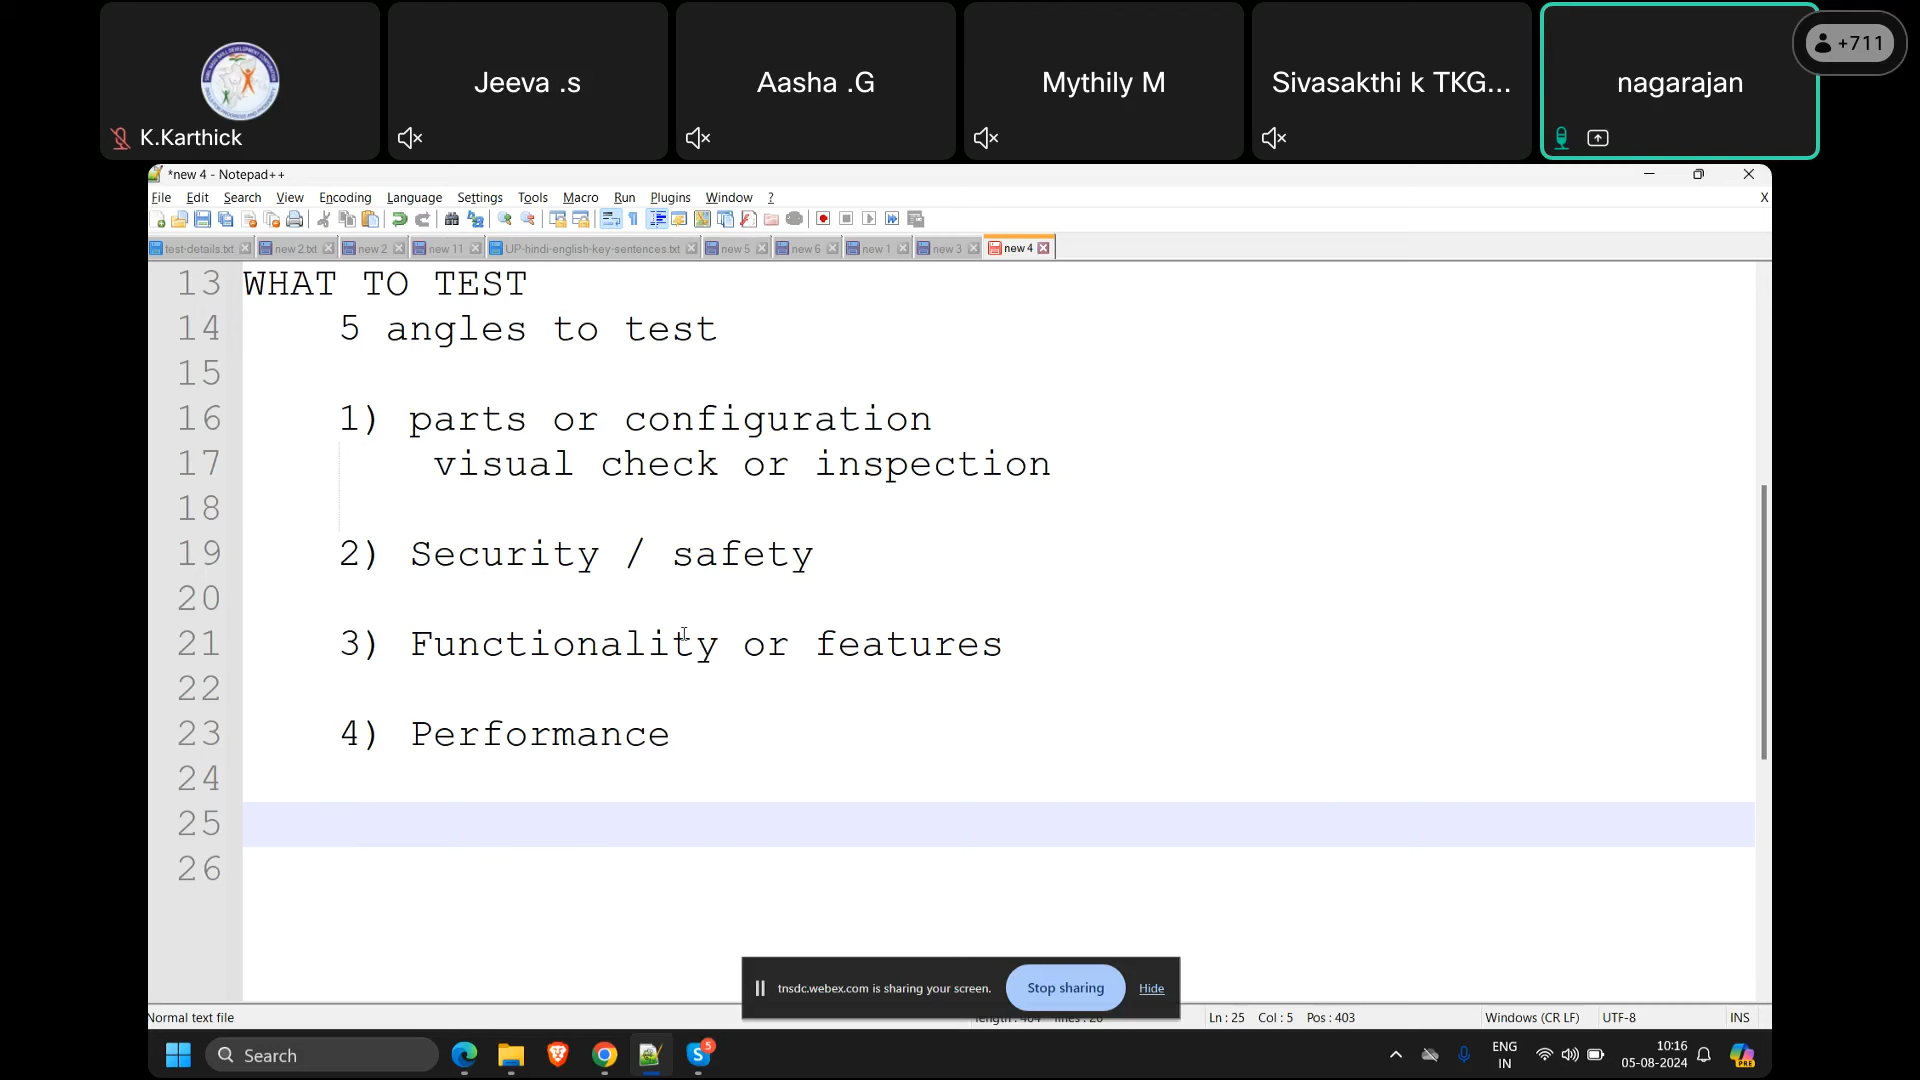 Jeeva .s
Aasha .G
Mythily M
Sivasakthi k TKG...
nagarajan
+711
K.Karthick
*new 4 - Notepad++
File Edit Search View Encoding Language Settings Tools Macro Run Plugins Window ? X
test-details.txt new 2.txt new 2 new 11 UP-hindi-english-key-sentences.txt new 5 new 6 new 1 new 3 new 4
13 WHAT TO TEST
14 5 angles to test
15
16 1) parts or configuration
17 visual check or inspection
18
19 2) Security / safety
20
21 3) Functionality or features
22
23 4) Performance
24
25
26
tnsdc.webex.com is sharing your screen. Stop sharing Hide
Normal text file Ln : 25 Col : 5 Pos : 403 Windows (CR LF) UTF-8 INS
Search 5 ENG IN 10:16 05-08-2024